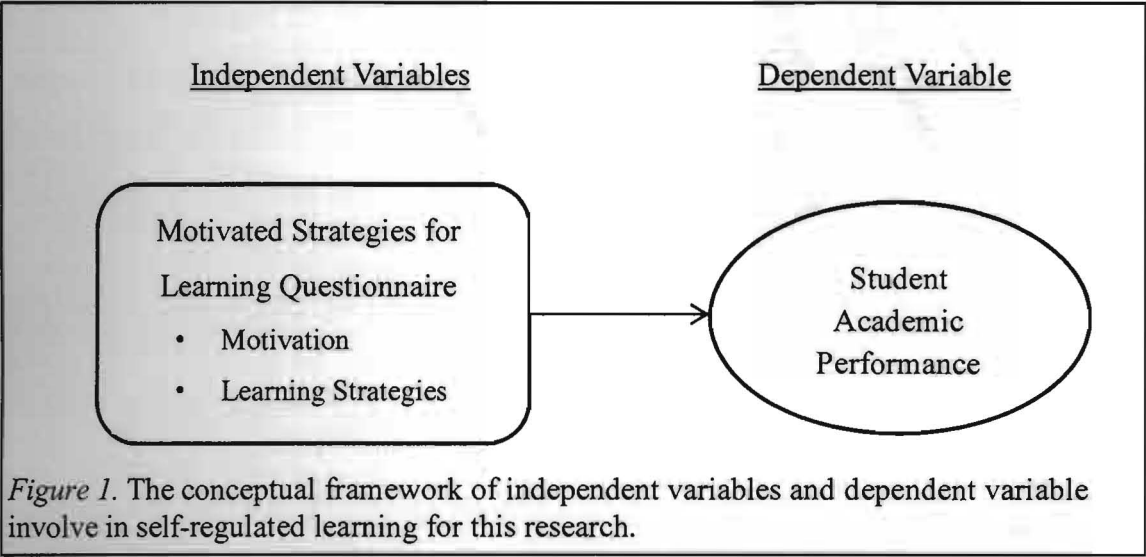 Independent Variables
Dependent Variable
Motivated Strategies for
Learning Questionnaire
• Motivation
• Learning Strategies
Student
Academic
Performance
Figure 1. The conceptual framework of independent variables and dependent variable
involve in self-regulated learning for this research.